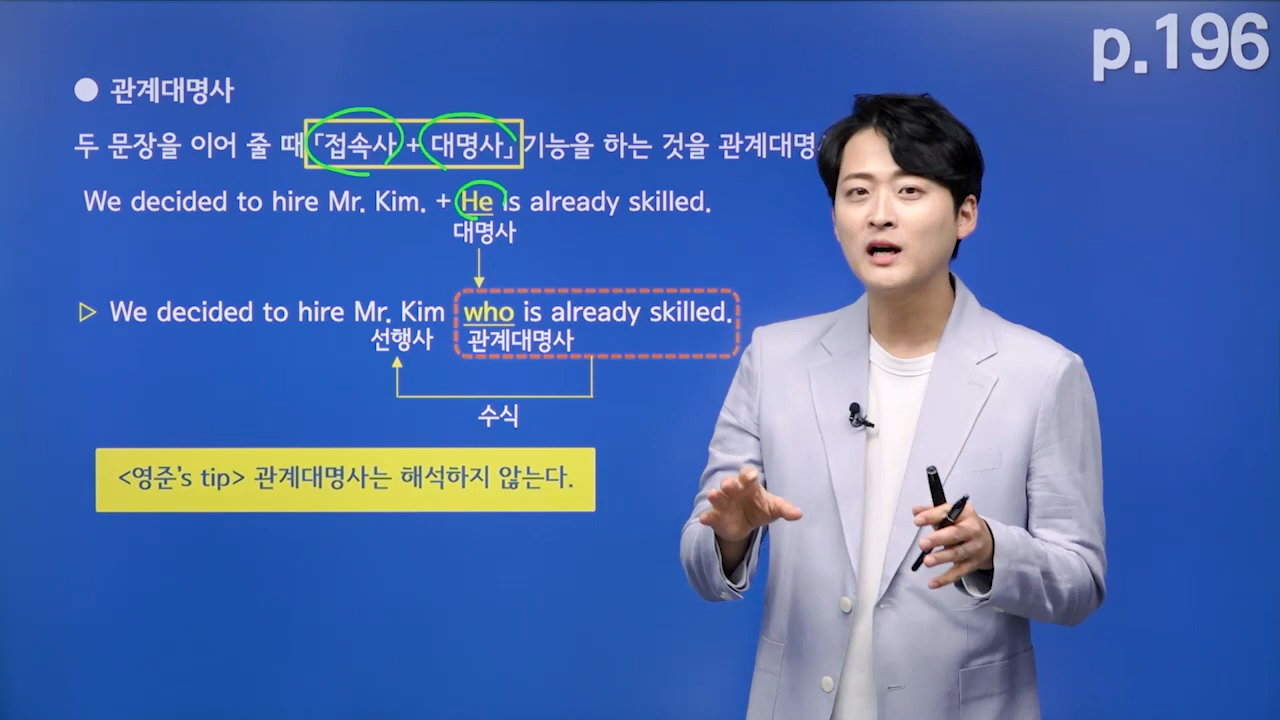 p.196
● 관계대명사
두 문장을 이어 줄 때 「접속사 + 대명사」 기능을 하는 것을 관계대명
We decided to hire Mr. Kim. + He is already skilled.
대명사
▷ We decided to hire Mr. Kim who is already skilled.
선행사 관계대명사
수식
<영준's tip> 관계대명사는 해석하지 않는다.